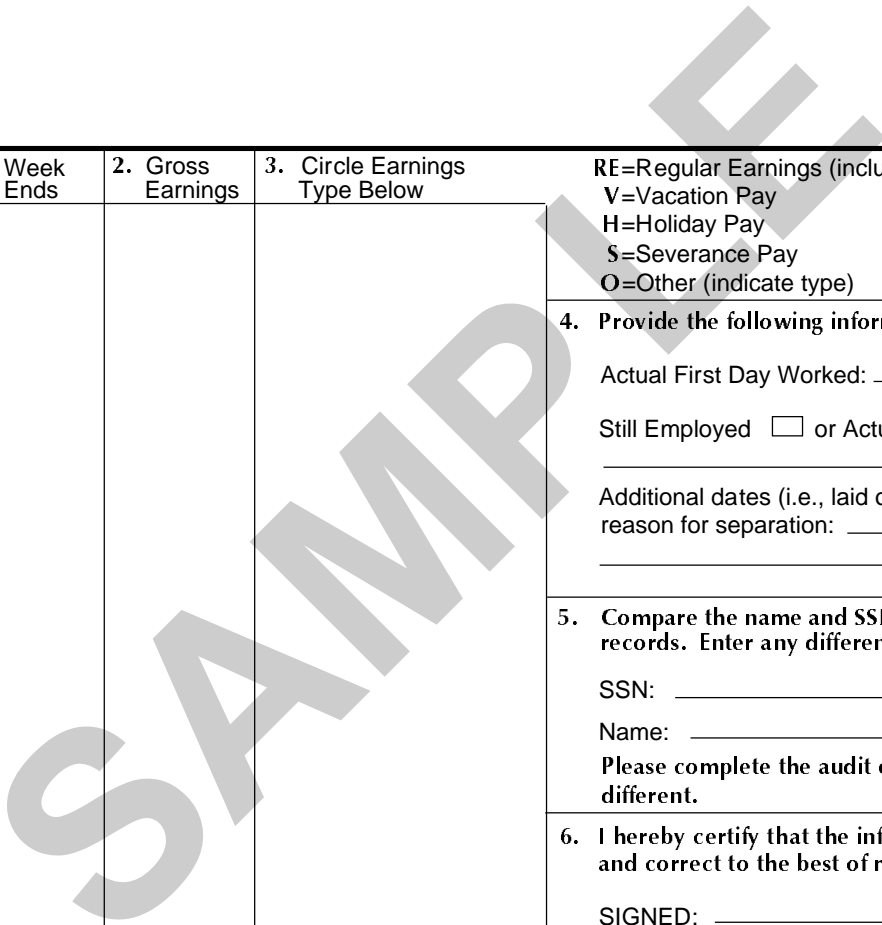 Week
Ends
2. Gross
Earnings
3. Circle Earnings
Type Below
RE=Regular Earnings (inclu
V=Vacation Pay
H=Holiday Pay
S=Severance Pay
O=Other (indicate type)
4. Provide the following infor
Actual First Day Worked:
Still Employed or Actu
Additional dates (i.e., laid o
reason for separation:
5. Compare the name and SS
records. Enter any differen
SSN:
Name:
Please complete the audit
different.
6. I hereby certify that the inf
and correct to the best of
SIGNED:
SAMPLE